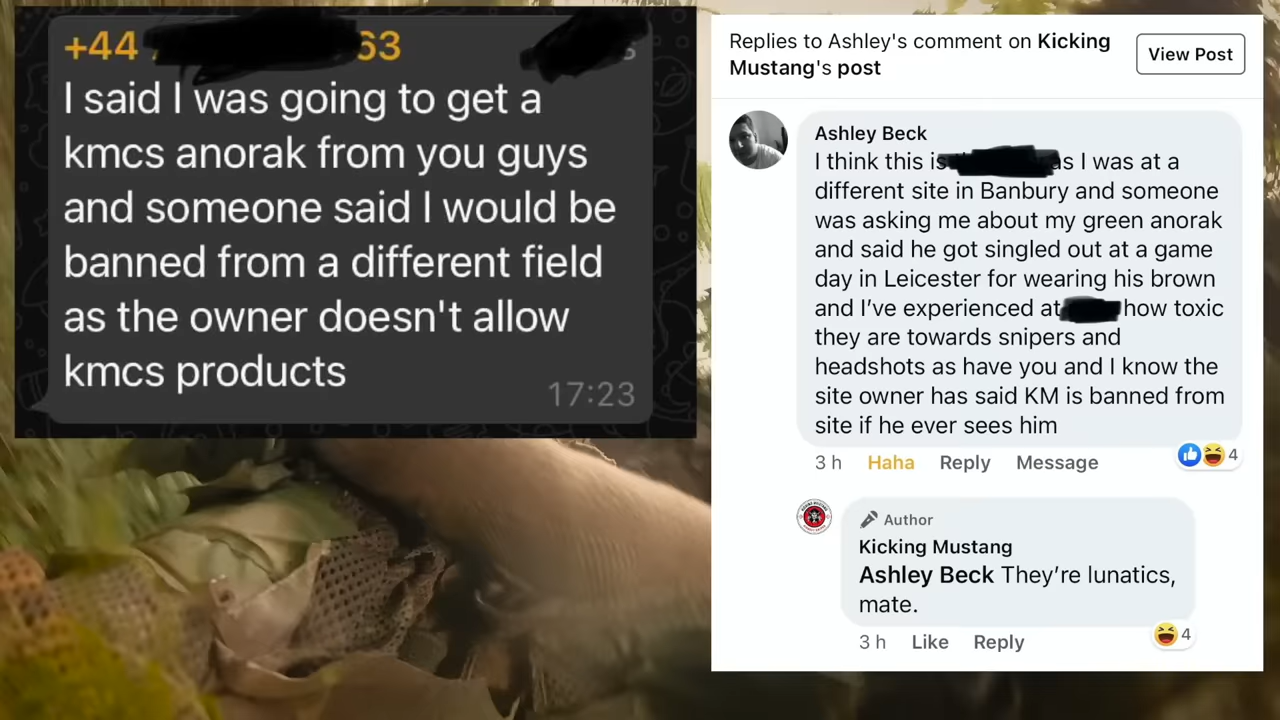 +44 63
I said I was going to get a
kmcs anorak from you guys
and someone said I would be
banned from a different field
as the owner doesn't allow
kmcs products
17:23
Replies to Ashley's comment on Kicking
Mustang's post
View Post
Ashley Beck
I think this is as I was at a
different site in Banbury and someone
was asking me about my green anorak
and said he got singled out at a game
day in Leicester for wearing his brown
and I’ve experienced at how toxic
they are towards snipers and
headshots as have you and I know the
site owner has said KM is banned from
site if he ever sees him
3 h Haha Reply Message 4
Author
Kicking Mustang
Ashley Beck They’re lunatics,
mate.
3 h Like Reply 4